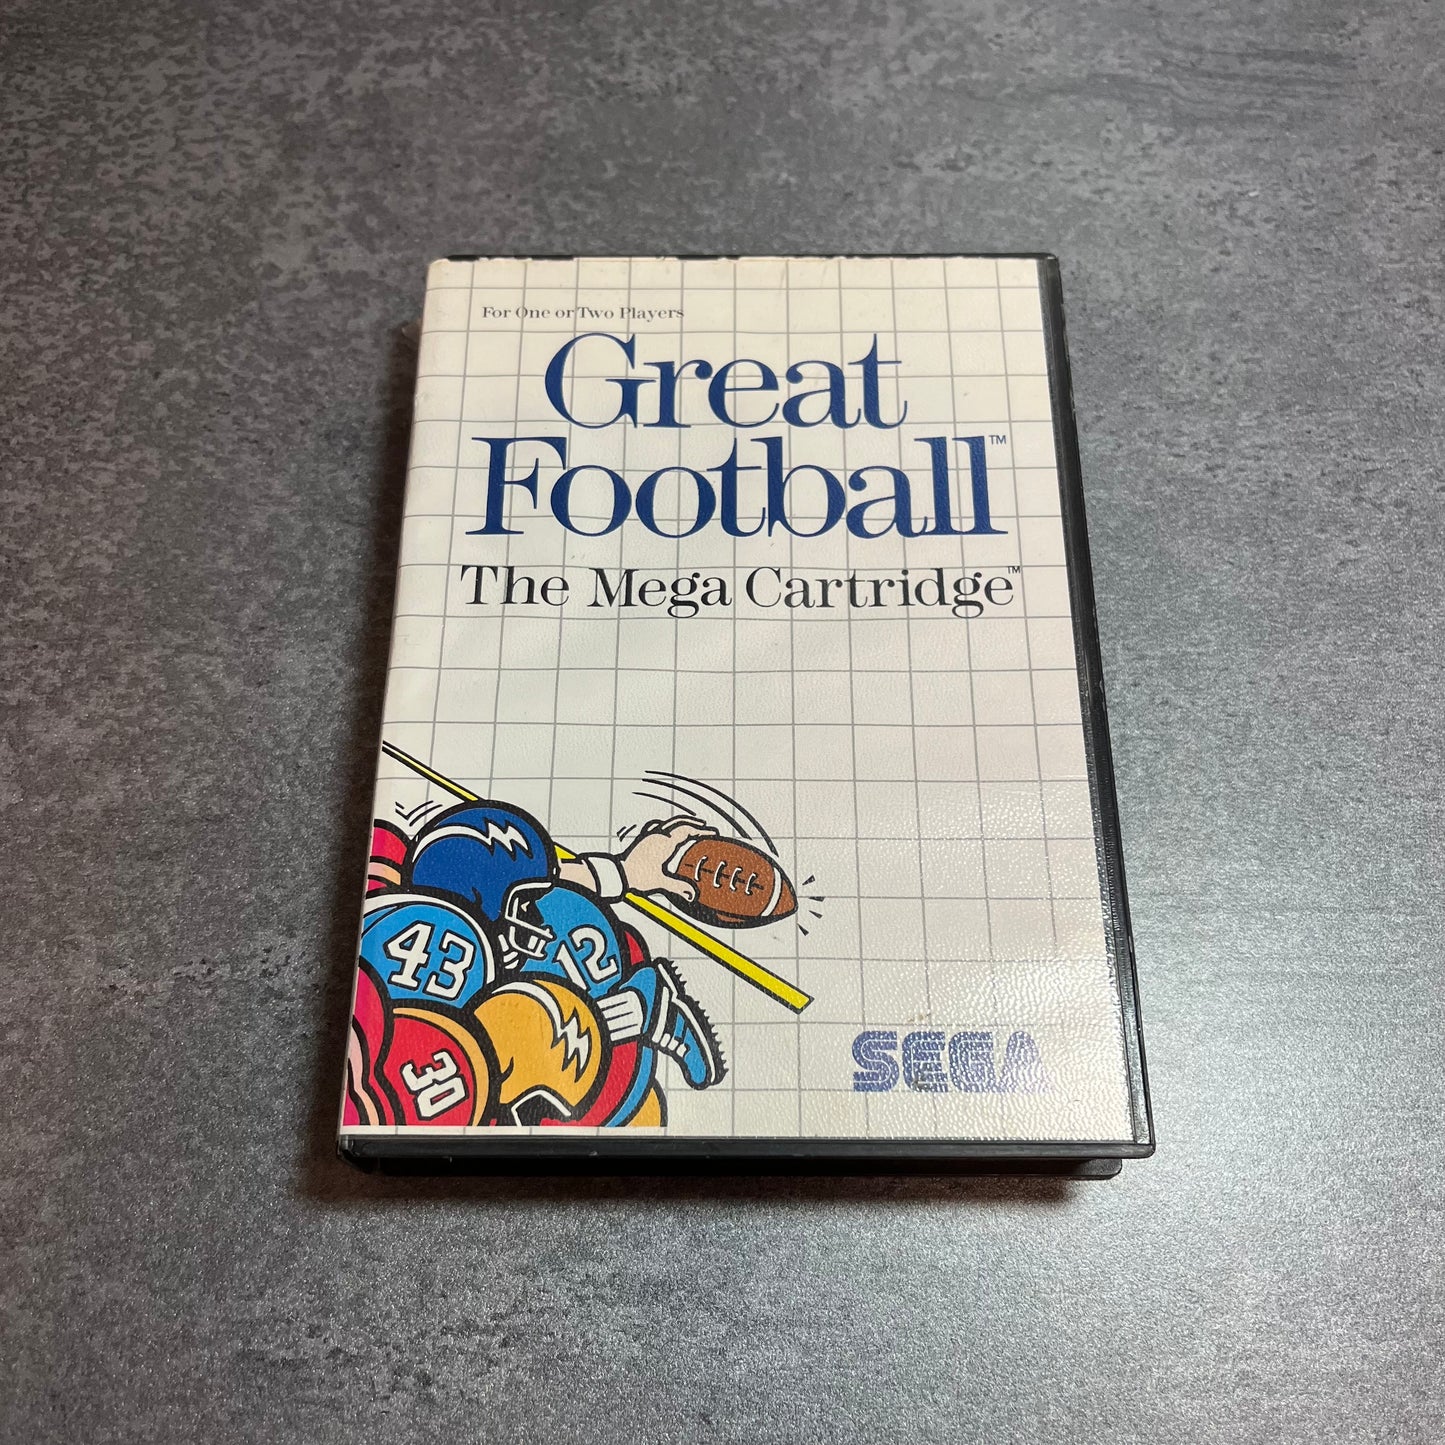 For One or Two Players
Great
Football™
The Mega Cartridge™
43
12
30
SEGA